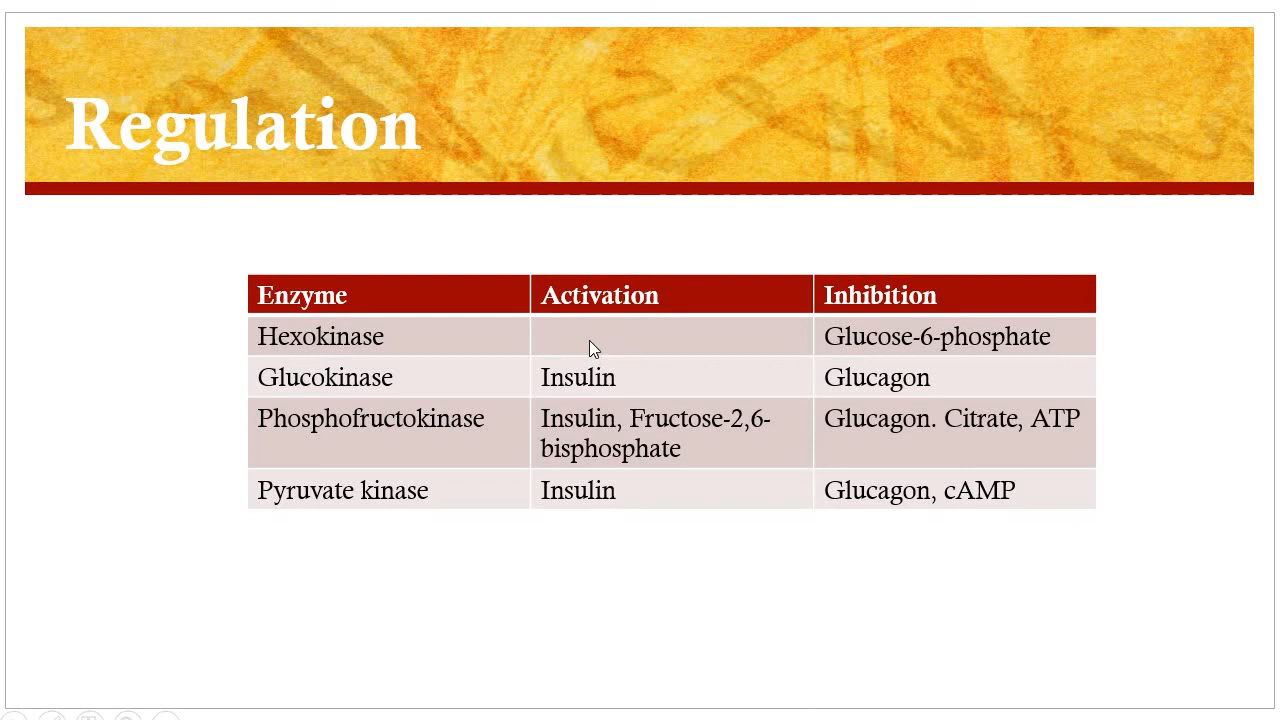 Regulation
Enzyme Activation Inhibition
Hexokinase Glucose-6-phosphate
Glucokinase Insulin Glucagon
Phosphofructokinase Insulin, Fructose-2,6- Glucagon. Citrate, ATP
bisphosphate
Pyruvate kinase Insulin Glucagon, cAMP